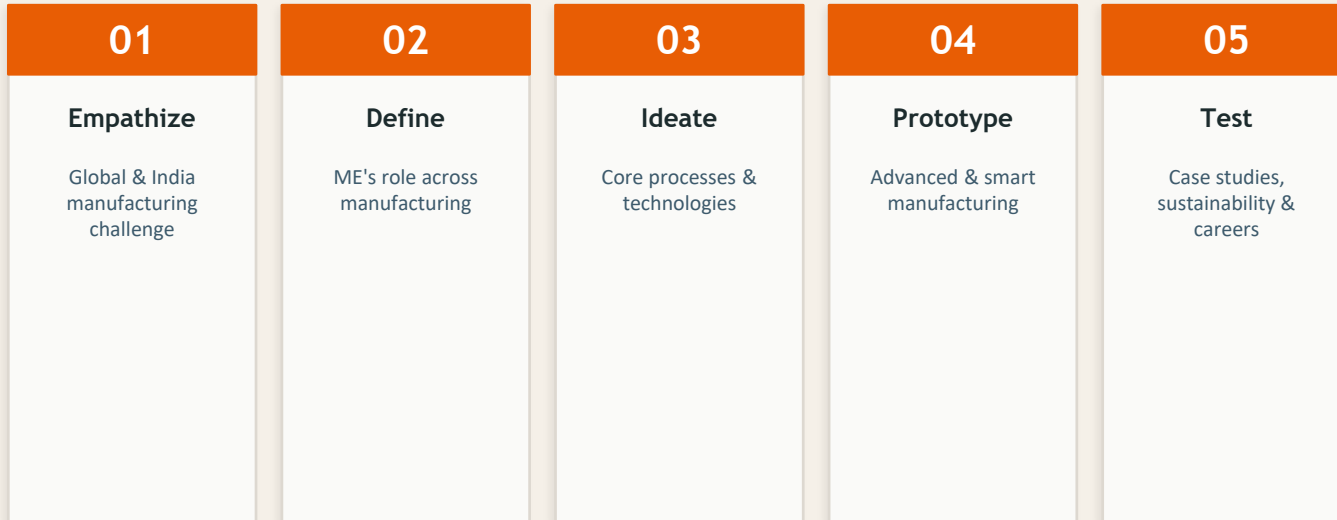 01
Empathize
Global & India
manufacturing
challenge
02
Define
ME's role across
manufacturing
03
Ideate
Core processes &
technologies
04
Prototype
Advanced & smart
manufacturing
05
Test
Case studies,
sustainability &
careers